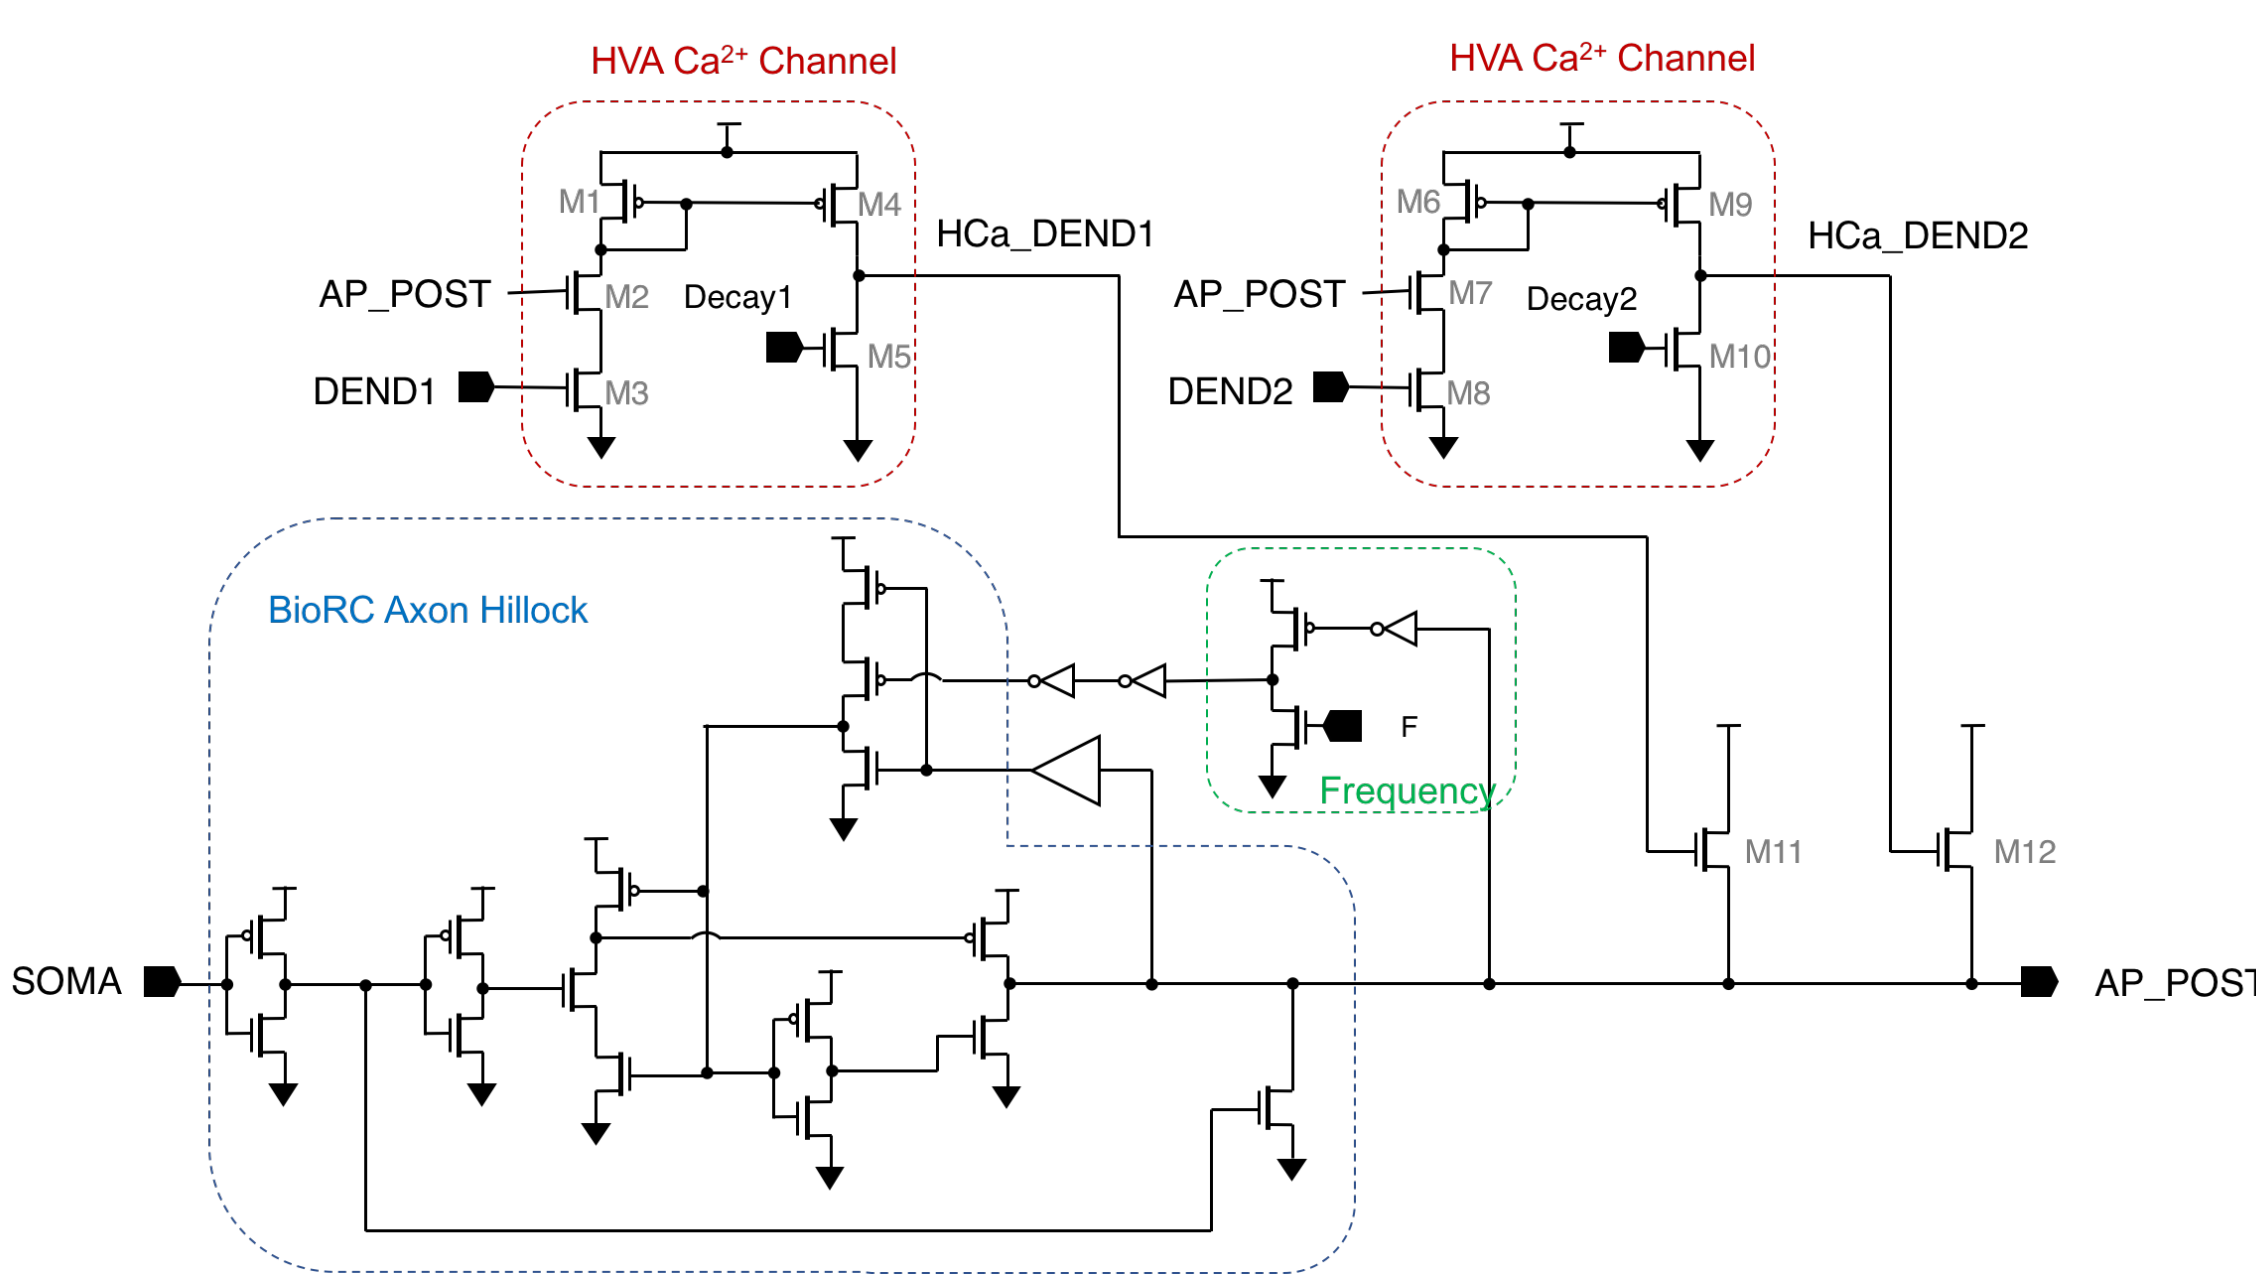 HVA Ca²⁺ Channel
HVA Ca²⁺ Channel
M1
M4
HCa_DEND1
AP_POST
M2
Decay1
M5
DEND1
M3
M6
M9
HCa_DEND2
AP_POST
M7
Decay2
M10
DEND2
M8
BioRC Axon Hillock
F
Frequency
M11
M12
SOMA
AP_POST